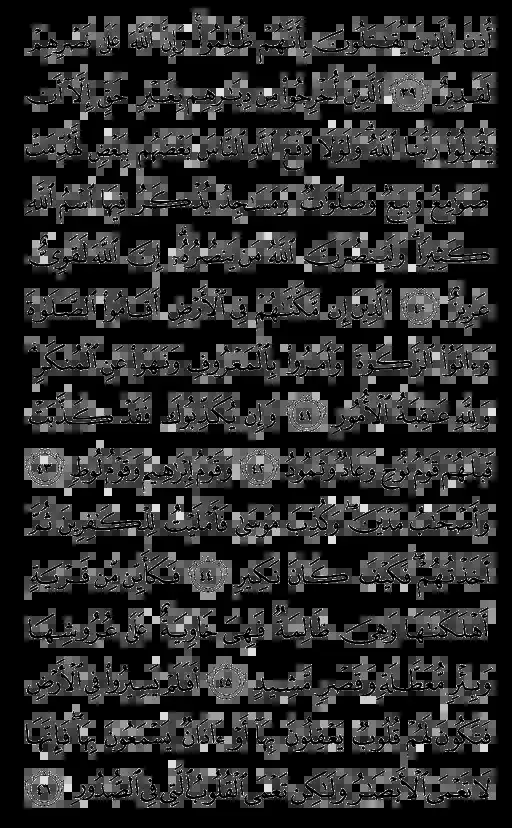 أُذِنَ لِلَّذِينَ يُقَٰتَلُونَ بِأَنَّهُمْ ظُلِمُوا۟ وَإِنَّ ٱللَّهَ عَلَىٰ نَصْرِهِمْ
لَقَدِيرٌ ٣٩ ٱلَّذِينَ أُخْرِجُوا۟ مِن دِيَٰرِهِم بِغَيْرِ حَقٍّ إِلَّآ أَن
يَقُولُوا۟ رَبُّنَا ٱللَّهُ وَلَوْلَا دَفْعُ ٱللَّهِ ٱلنَّاسَ بَعْضَهُم بِبَعْضٍ لَّهُدِّمَتْ
صَوَٰمِعُ وَبِيَعٌ وَصَلَوَٰتٌ وَمَسَٰجِدُ يُذْكَرُ فِيهَا ٱسْمُ ٱللَّهِ
كَثِيرًا وَلَيَنصُرَنَّ ٱللَّهُ مَن يَنصُرُهُۥٓ إِنَّ ٱللَّهَ لَقَوِىٌّ
عَزِيزٌ ٤٠ ٱلَّذِينَ إِن مَّكَّنَّٰهُمْ فِى ٱلْأَرْضِ أَقَامُوا۟ ٱلصَّلَوٰةَ
وَءَاتَوُا۟ ٱلزَّكَوٰةَ وَأَمَرُوا۟ بِٱلْمَعْرُوفِ وَنَهَوْا۟ عَنِ ٱلْمُنكَرِ
وَلِلَّهِ عَٰقِبَةُ ٱلْأُمُورِ ٤١ وَإِن يُكَذِّبُوكَ فَقَدْ كَذَّبَتْ
قَبْلَهُمْ قَوْمُ نُوحٍ وَعَادٌ وَثَمُودُ ٤٢ وَقَوْمُ إِبْرَٰهِيمَ وَقَوْمُ لُوطٍ ٤٣
وَأَصْحَٰبُ مَدْيَنَ وَكُذِّبَ مُوسَىٰ فَأَمْلَيْتُ لِلْكَٰفِرِينَ ثُمَّ
أَخَذْتُهُمْ فَكَيْفَ كَانَ نَكِيرِ ٤٤ فَكَأَيِّن مِّن قَرْيَةٍ
أَهْلَكْنَٰهَا وَهِىَ ظَالِمَةٌ فَهِىَ خَاوِيَةٌ عَلَىٰ عُرُوشِهَا
وَبِئْرٍ مُّعَطَّلَةٍ وَقَصْرٍ مَّشِيدٍ ٤٥ أَفَلَمْ يَسِيرُوا۟ فِى ٱلْأَرْضِ
فَتَكُونَ لَهُمْ قُلُوبٌ يَعْقِلُونَ بِهَآ أَوْ ءَاذَانٌ يَسْمَعُونَ بِهَا فَإِنَّهَا
لَا تَعْمَى ٱلْأَبْصَٰرُ وَلَٰكِن تَعْمَى ٱلْقُلُوبُ ٱلَّتِى فِى ٱلصُّدُورِ ٤٦